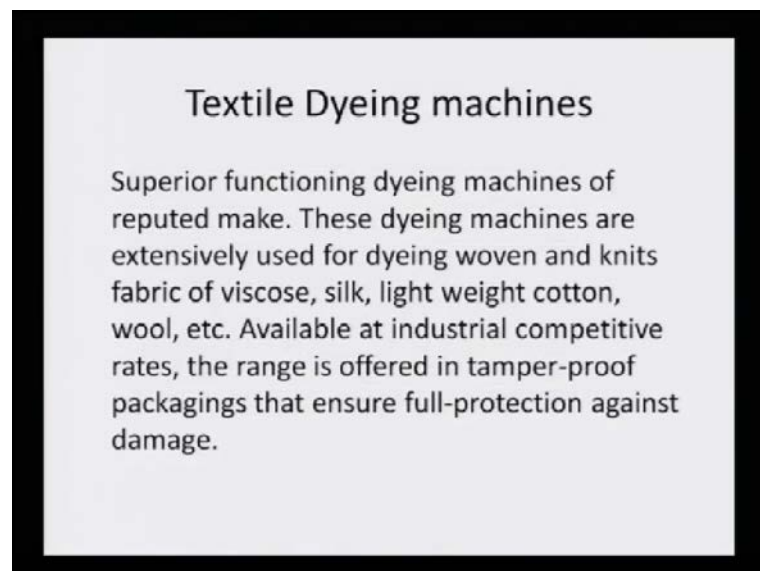 Textile Dyeing machines
Superior functioning dyeing machines of
reputed make. These dyeing machines are
extensively used for dyeing woven and knits
fabric of viscose, silk, light weight cotton,
wool, etc. Available at industrial competitive
rates, the range is offered in tamper-proof
packagings that ensure full-protection against
damage.